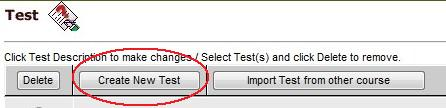 Test
Click Test Description to make changes / Select Test(s) and click Delete to remove.
Delete Create New Test Import Test from other course